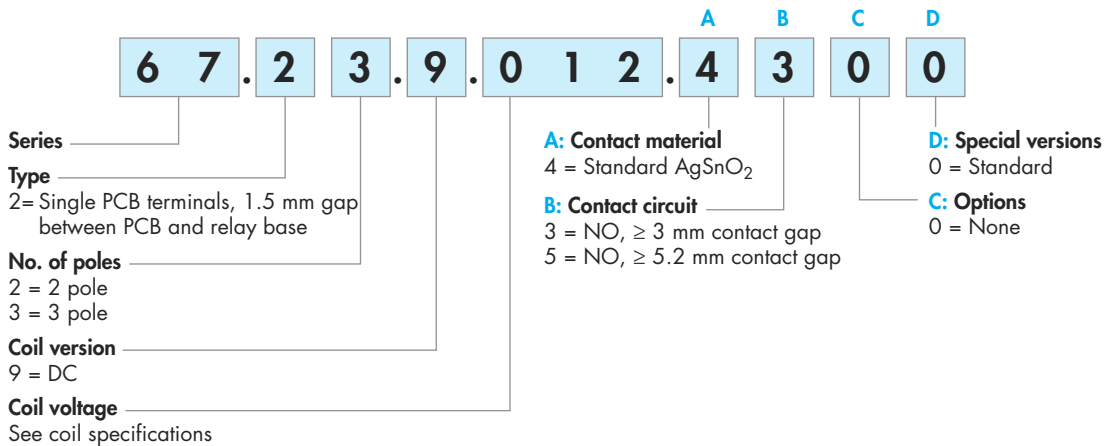 A B C D
6 7 . 2 3 . 9 . 0 1 2 . 4 3 0 0
Series
Type
2= Single PCB terminals, 1.5 mm gap
between PCB and relay base
No. of poles
2 = 2 pole
3 = 3 pole
Coil version
9 = DC
Coil voltage
See coil specifications
A: Contact material
4 = Standard AgSnO₂
B: Contact circuit
3 = NO, ≥ 3 mm contact gap
5 = NO, ≥ 5.2 mm contact gap
D: Special versions
0 = Standard
C: Options
0 = None